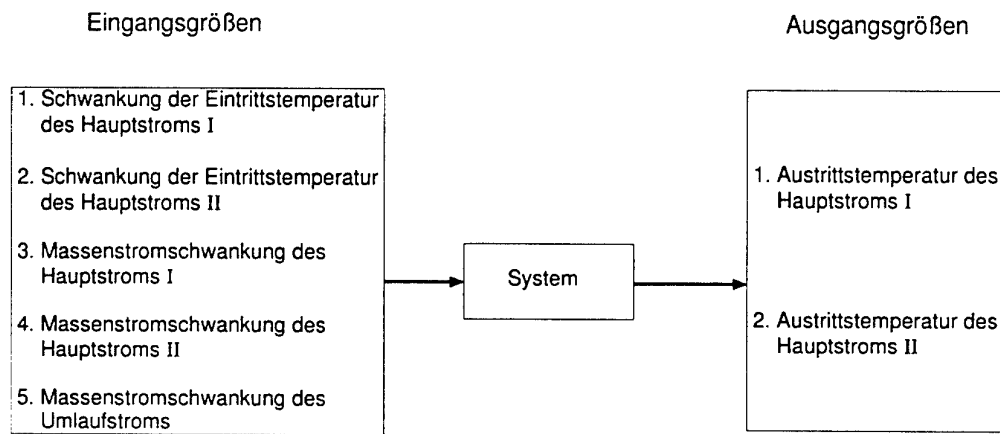 Eingangsgrößen
Ausgangsgrößen
1. Schwankung der Eintrittstemperatur
des Hauptstroms I
2. Schwankung der Eintrittstemperatur
des Hauptstroms II
3. Massenstromschwankung des
Hauptstroms I
4. Massenstromschwankung des
Hauptstroms II
5. Massenstromschwankung des
Umlaufstroms
System
1. Austrittstemperatur des
Hauptstroms I
2. Austrittstemperatur des
Hauptstroms II